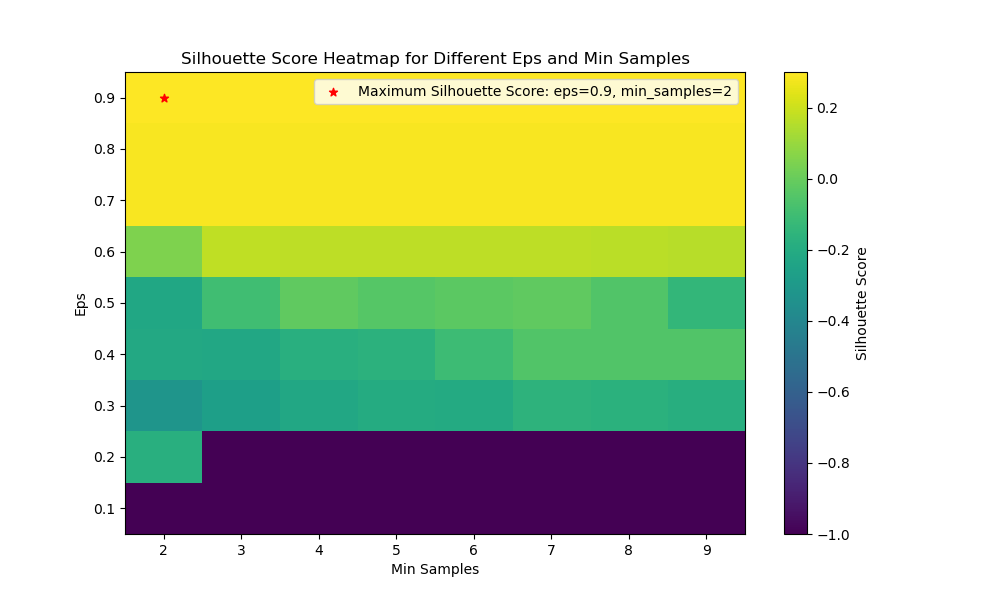 Silhouette Score Heatmap for Different Eps and Min Samples
Maximum Silhouette Score: eps=0.9, min_samples=2
0.9
0.8
0.7
0.6
0.5
0.4
0.3
0.2
0.1
Eps
2 3 4 5 6 7 8 9
Min Samples
0.2
0.0
−0.2
−0.4
−0.6
−0.8
−1.0
Silhouette Score